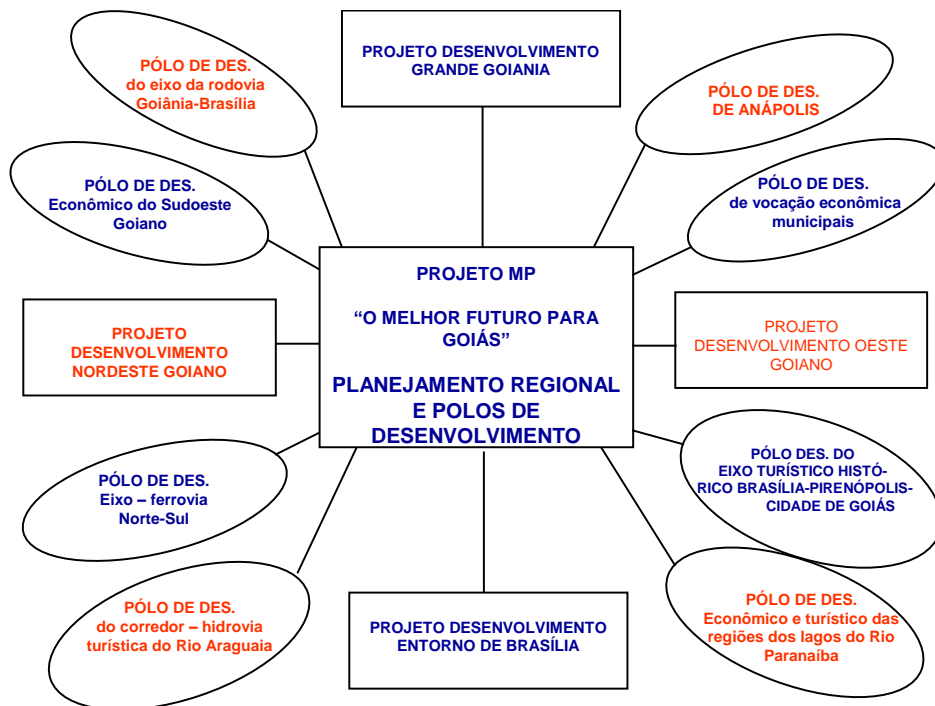 PROJETO DESENVOLVIMENTO
GRANDE GOIANIA
PÓLO DE DES.
do eixo da rodovia
Goiânia-Brasília
PÓLO DE DES.
DE ANÁPOLIS
PÓLO DE DES.
Econômico do Sudoeste
Goiano
PÓLO DE DES.
de vocação econômica
municipais
PROJETO MP
“O MELHOR FUTURO PARA
GOIÁS”
PLANEJAMENTO REGIONAL
E POLOS DE
DESENVOLVIMENTO
PROJETO
DESENVOLVIMENTO
NORDESTE GOIANO
PROJETO
DESENVOLVIMENTO OESTE
GOIANO
PÓLO DE DES.
Eixo – ferrovia
Norte-Sul
PÓLO DES. DO
EIXO TURÍSTICO HISTÓ-
RICO BRASÍLIA-PIRENÓPOLIS-
CIDADE DE GOIÁS
PÓLO DE DES.
do corredor – hidrovia
turística do Rio Araguaia
PROJETO DESENVOLVIMENTO
ENTORNO DE BRASÍLIA
PÓLO DE DES.
Econômico e turístico das
regiões dos lagos do Rio
Paranaíba